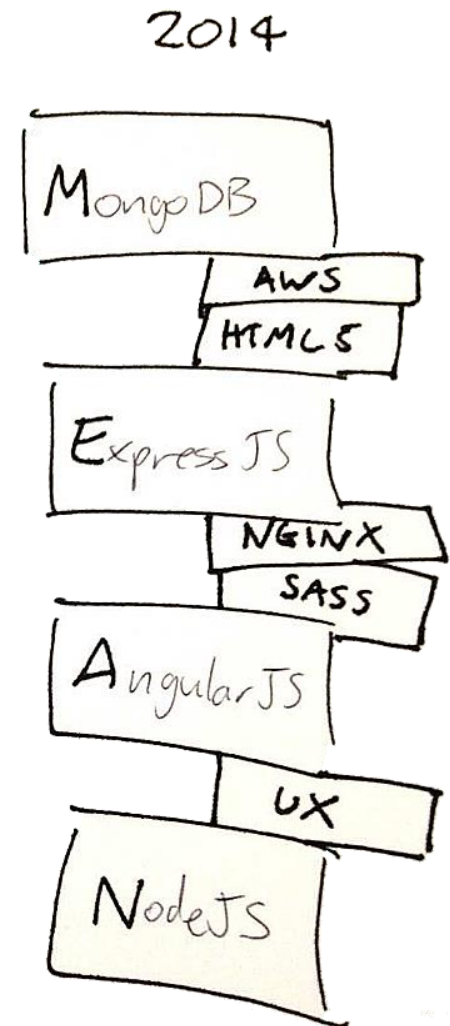 2014
MongoDB
AWS
HTML5
ExpressJS
NGINX
SASS
AngularJS
UX
NodeJS